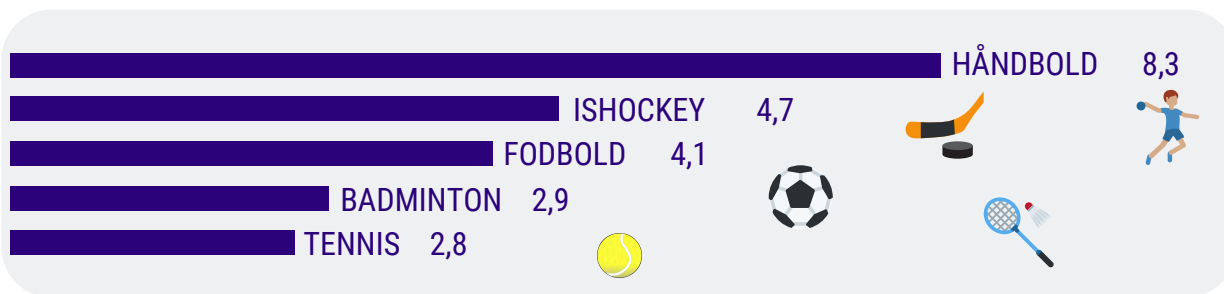 HÅNDBOLD 8,3
ISHOCKEY 4,7
FODBOLD 4,1
BADMINTON 2,9
TENNIS 2,8